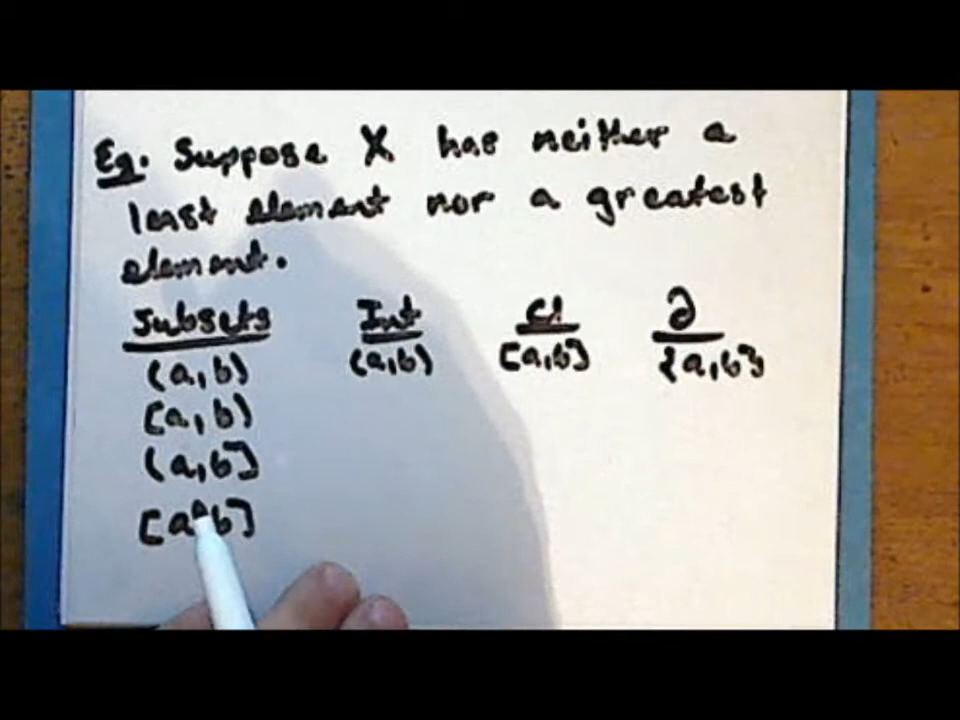 Eg. Suppose X has neither a
least element nor a greatest
element.
Subsets Int Cl ∂
(a,b) (a,b) [a,b] {a,b}
[a,b)
(a,b]
[a,b]